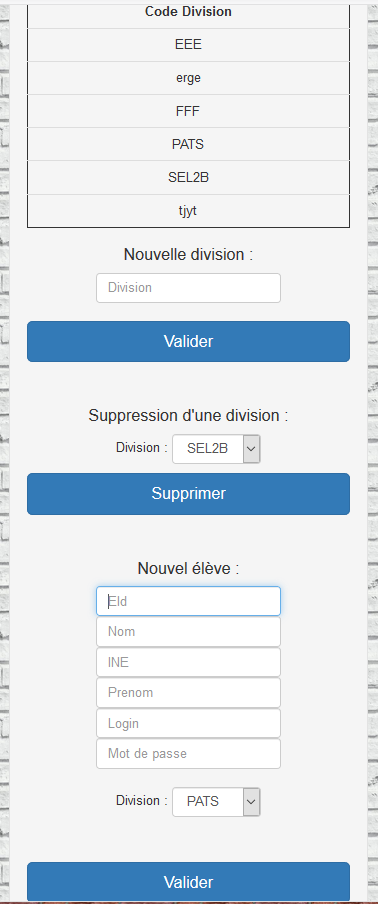 Code Division
EEE
erge
FFF
PATS
SEL2B
tjyt
Nouvelle division :
Division
Valider
Suppression d'une division :
Division : SEL2B
Supprimer
Nouvel élève :
Eld
Nom
INE
Prenom
Login
Mot de passe
Division : PATS
Valider